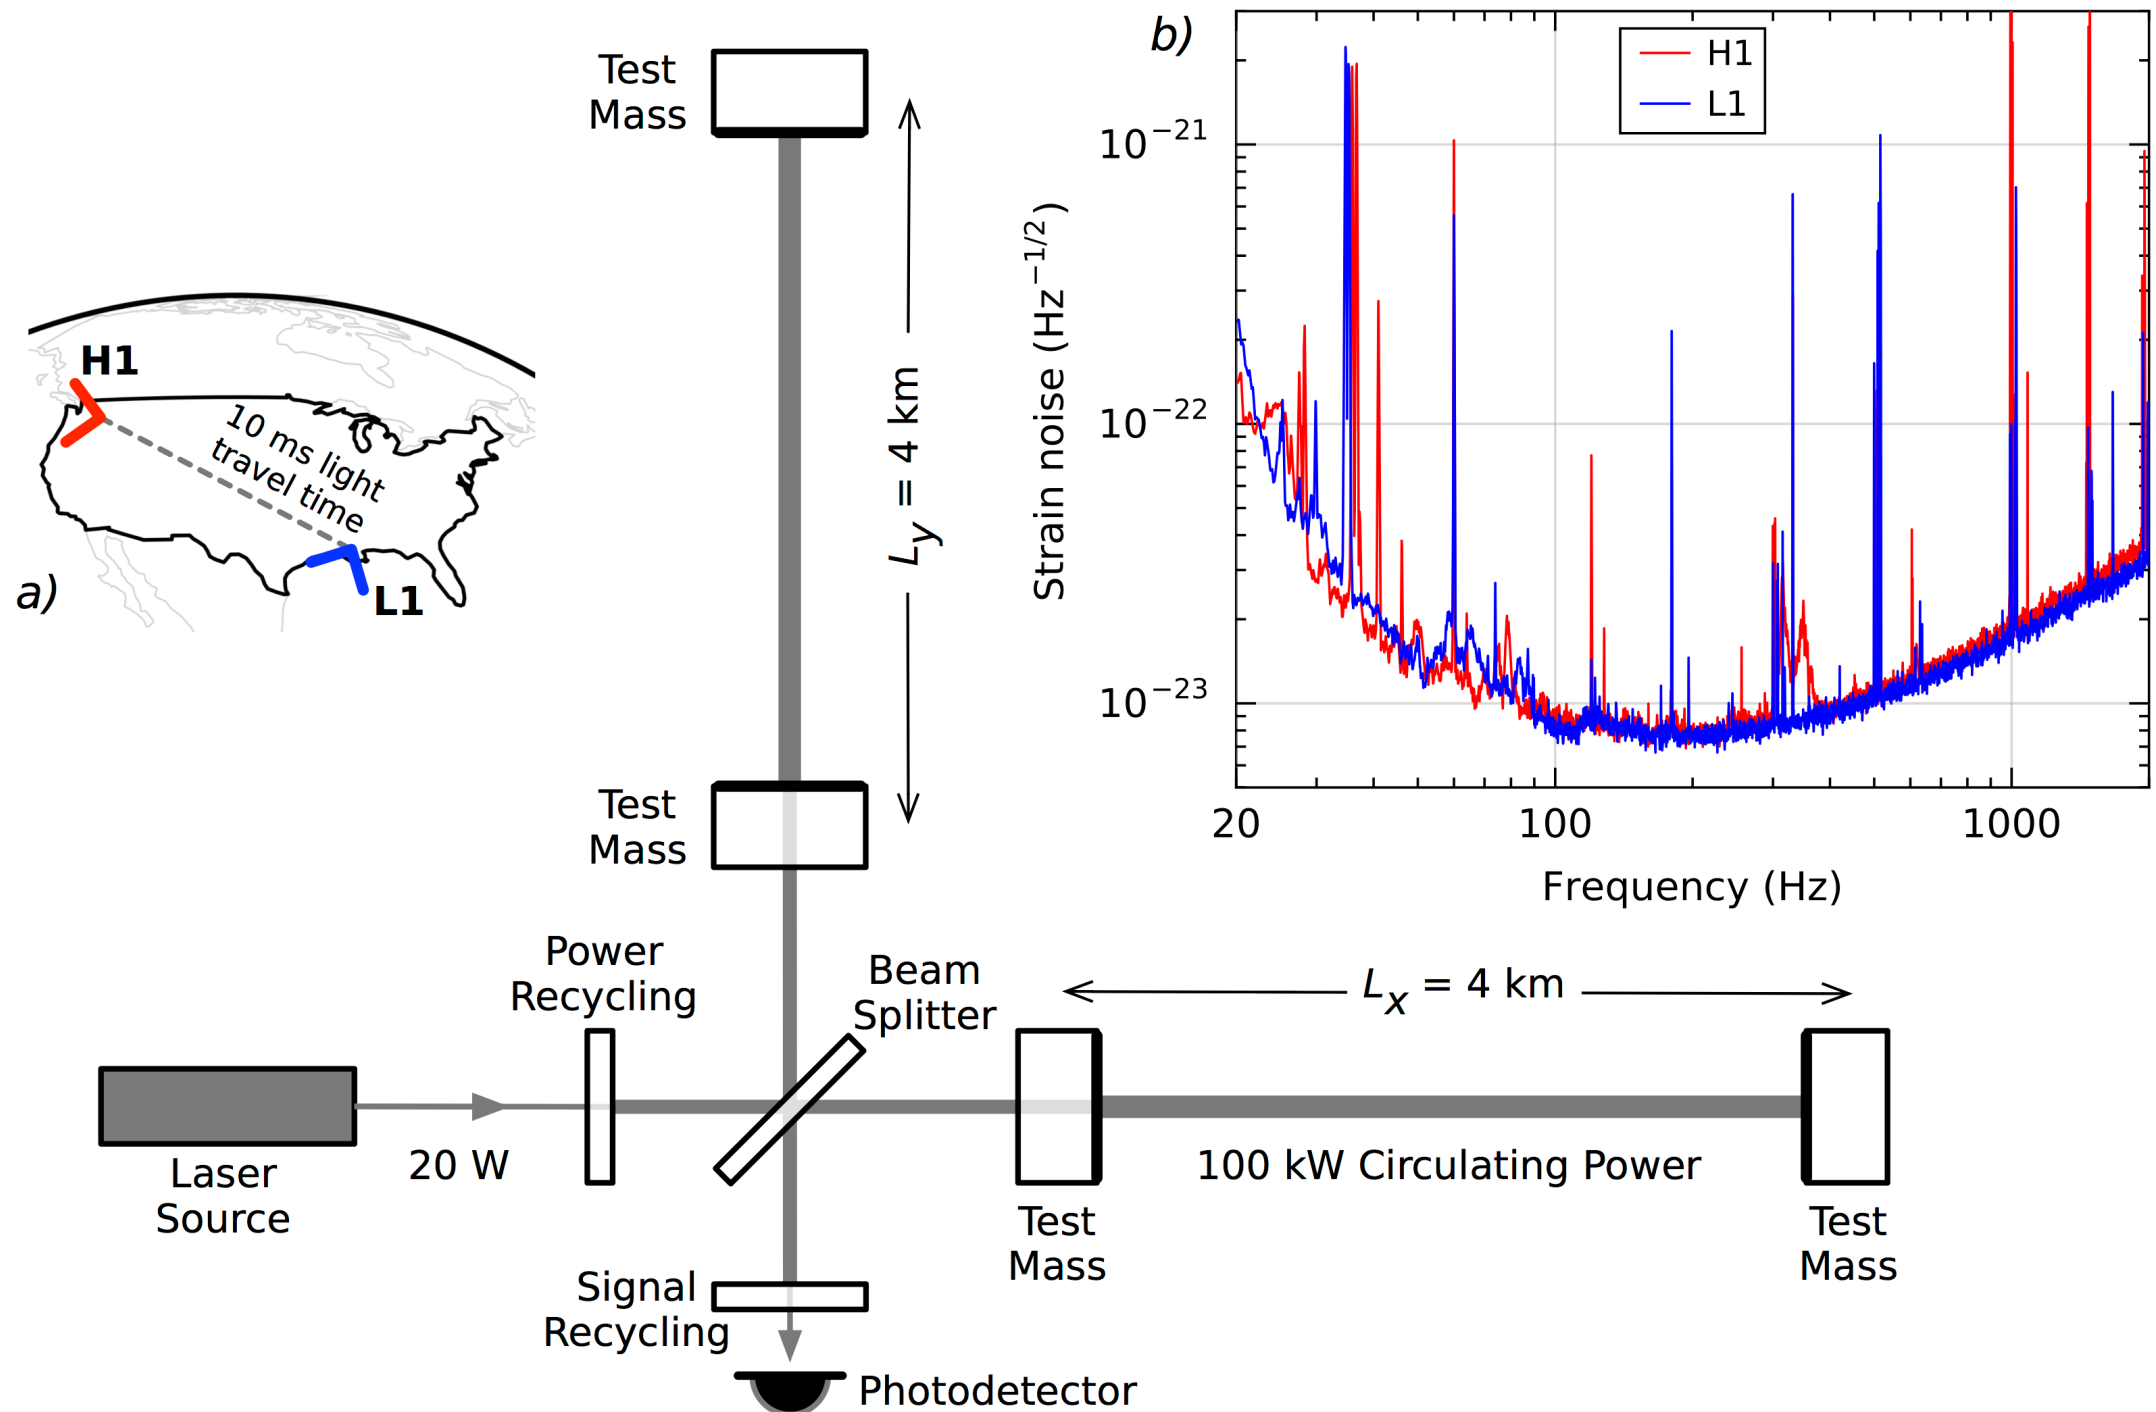 Test
Mass
L_y = 4 km
H1
10 ms light
travel time
L1
a)
Test
Mass
Power
Recycling
Beam
Splitter
L_x = 4 km
Laser
Source
20 W
100 kW Circulating Power
Test
Mass
Test
Mass
Signal
Recycling
Photodetector
b)
H1
L1
Strain noise (Hz^{−1/2})
10^{−21}
10^{−22}
10^{−23}
20 100 1000
Frequency (Hz)